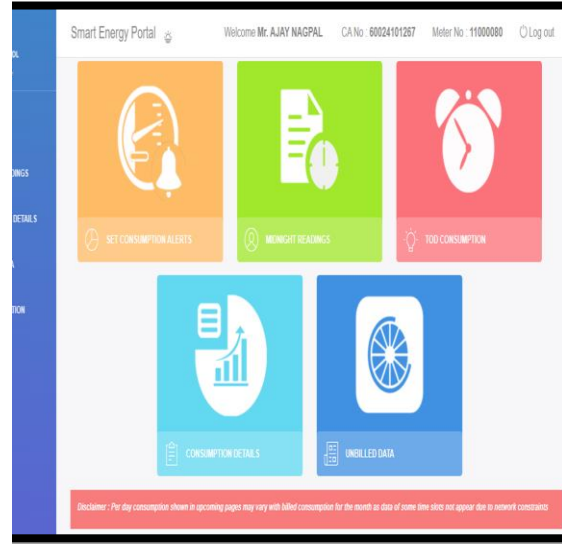 Smart Energy Portal
Welcome Mr. AJAY NAGPAL
CA No : 60024101267
Meter No : 11000080
Log out
OL
DINGS
DETAILS
A
TION
SET CONSUMPTION ALERTS
MIDNIGHT READINGS
TOD CONSUMPTION
CONSUMPTION DETAILS
UNBILLED DATA
Disclaimer : Per day consumption shown in upcoming pages may vary with billed consumption for the month as data of some time slots not appear due to network constraints